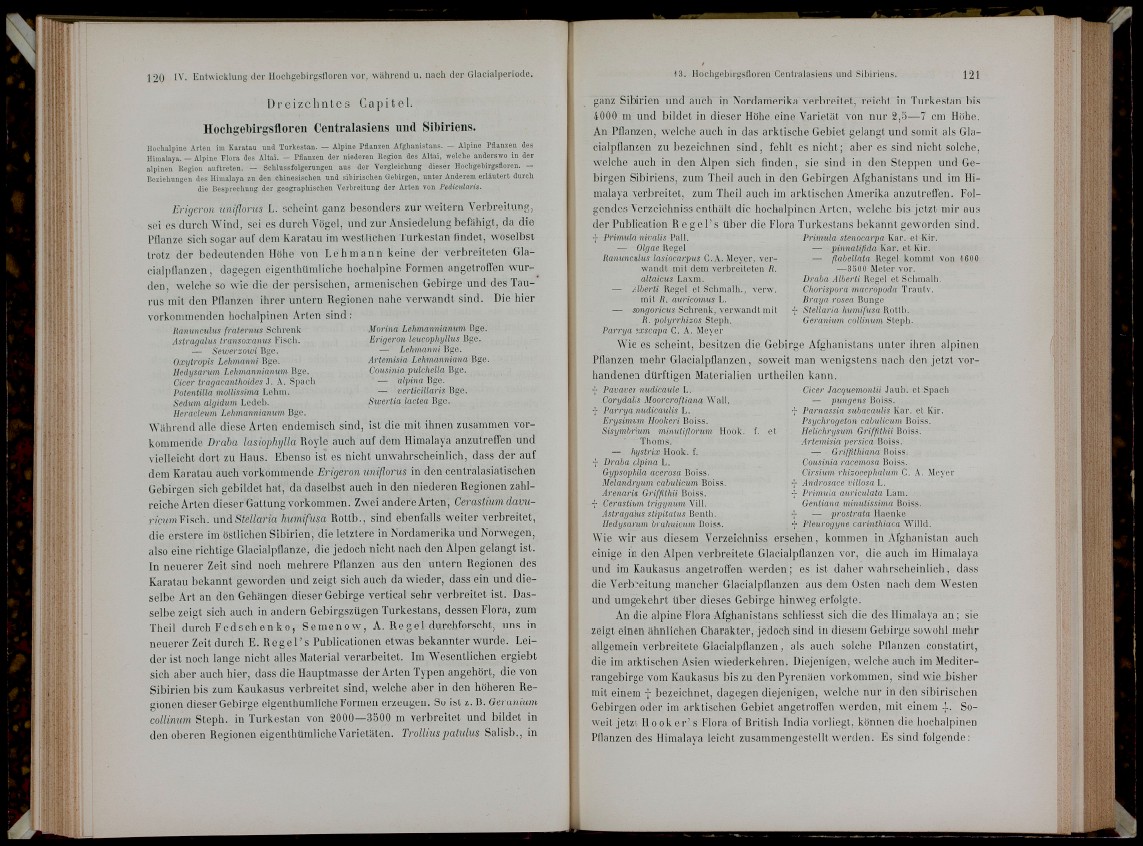 120 IV. Entwicklung der Hochgebirgsfloren vor, während u. nach der Glacialperiode.
Dreizehntes Capitel.
Hochgebirgsfloren Centralasiens und Sibiriens.
Hochalpine Arten im Karatau und Turkestan. — Alpine Pflanzen Afghanistans. — Alpine Pflanzen des
Himalaya. — Alpine Flora des Altai. — Pflanzen der niederen Region des Altai, welche anderswo in der
alpinen Region auftreten. — Schlussfolgerungen aus der Vergleichung dieser Hochgebirgsfloren. —
Beziehungen des Himalaya zu den chinesischen und sibirischen Gebirgen, unter Anderem erläutert durch
die Besprechung der geographischen Verbreitung der Arten von Pedicularis.
Erigeron uniflorus L. scheint ganz besonders zur weitern Verbreitung,
sei es durch Wind, sei es durch Vögel, und zur Ansiedelung befähigt, da die
Pflanze sich sogar auf dem Karatau im westlichen Turkestan findet, woselbst
trotz der bedeutenden Höhe von Lehmann keine der verbreiteten Gla-
cialpflanzen, dagegen eigenthümliche hochalpine Formen angetroffen wur-
den, welche so wie die der persischen, armenischen Gebirge und des Tau-
rus mit den Pflanzen ihrer untern Regionen nahe verwandt sind. Die hier
vorkommenden hochalpinen Arten sind:
Ranunculus fraternus Schrenk
Astragalus transoxanus Fisch.
— Sewerzowi Bge.
Oxytropis Lehmanni Bge.
Hedysarum Lehmannianum Bge.
Cicer tragacanthoides J. A. Spach
Potentilla mollissima Lehm.
Sedum algidum Ledeb.
Heracleum Lehmannianum Bge.
Morina Lehmannianum Bge.
Erigeron leucophyllus Bge.
— Lehmanni Bge.
Artemisia Lehmanniana Bge.
Cousinia pulchella Bge.
— alpina Bge.
— verticillaris Bge.
Swertia lactea Bge.
Während alle diese Arten endemisch sind, ist die mit ihnen zusammen vor-
kommende Draba lasiophylla Royle auch auf dem Himalaya anzutreffen und
vielleicht dort zu Haus. Ebenso ist es nicht unwahrscheinlich, dass der auf
dem Karatau auch vorkommende Erigeron uniflorus in den centralasiatischen
Gebirgen sich gebildet hat, da daselbst auch in den niederen Regionen zahl-
reiche Arten dieser Gattung vorkommen. Zwei andere Arten, Cerastium davu-
ricum Fisch. und Stellaria humifusa Rottb., sind ebenfalls weiter verbreitet,
die erstere im östlichen Sibirien, die letztere in Nordamerika und Norwegen,
also eine richtige Glacialpflanze, die jedoch nicht nach den Alpen gelangt ist.
In neuerer Zeit sind noch mehrere Pflanzen aus den untern Regionen des
Karatau bekannt geworden und zeigt sich auch da wieder, dass ein und die-
selbe Art an den Gehängen dieser Gebirge vertical sehr verbreitet ist. Das-
selbe zeigt sich auch in andern Gebirgszügen Turkestans, dessen Flora, zum
Theil durch Fedschenko, Semenow, A. Regel durchforscht, uns in
neuerer Zeit durch E. Regel's Publicationen etwas bekannter wurde. Lei-
der ist noch lange nicht alles Material verarbeitet. Im Wesentlichen ergiebt
sich aber auch hier, dass die Hauptmasse der Arten Typen angehört, die von
Sibirien bis zum Kaukasus verbreitet sind, welche aber in den höheren Re-
gionen dieser Gebirge eigenthümliche Formen erzeugen. So ist z. B. Geranium
collinum Steph. in Turkestan von 2000—3500 m verbreitet und bildet in
den oberen Regionen eigenthümliche Varietäten. Trollius patulus Salisb., in
13. Hochgebirgsfloren Centralasiens und Sibiriens. 121
ganz Sibirien und auch in Nordamerika verbreitet, reicht in Turkestan bis
4000 m und bildet in dieser Höhe eine Varietät von nur 2,5—7 cm Höhe.
An Pflanzen, welche auch in das arktische Gebiet gelangt und somit als Gla-
cialpflanzen zu bezeichnen sind, fehlt es nicht; aber es sind nicht solche,
welche auch in den Alpen sich finden, sie sind in den Steppen und Ge-
birgen Sibiriens, zum Theil auch in den Gebirgen Afghanistans und im Hi-
malaya verbreitet, zum Theil auch im arktischen Amerika anzutreffen. Fol-
gendes Verzeichniss enthält die hochalpinen Arten, welche bis jetzt mir aus
der Publication Regel's über die Flora Turkestans bekannt geworden sind.
† Primula nivalis Pall.
— Olgae Regel
Ranunculus lasiocarpus C. A. Meyer, ver-
wandt mit dem verbreiteten R.
altaicus Laxm.
— Alberti Regel et Schmalh., verw.
mit R. auricomus L.
— songoricus Schrenk, verwandt mit
R. polyrrhizos Steph.
Parrya exscapa C. A. Meyer
Primula stenocarpa Kar. et Kir.
— pinnatifida Kar. et Kir.
— flabellata Regel kommt von 1600
—3500 Meter vor.
Draba Alberti Regel et Schmalh.
Chorispora macropoda Trautv.
Braya rosea Bunge
† Stellaria humifusa Rottb.
Geranium collinum Steph.
Wie es scheint, besitzen die Gebirge Afghanistans unter ihren alpinen
Pflanzen mehr Glacialpflanzen, soweit man wenigstens nach den jetzt vor-
handenen dürftigen Materialien urtheilen kann.
† Papaver nudicaule L.
Corydalis Moorcroftiana Wall.
† Parrya nudicaulis L.
Erysimum Hookeri Boiss.
Sisymbrium minutiflorum Hook. f. et
Thoms.
— hystrix Hook. f.
† Draba alpina L.
Gypsophila acerosa Boiss.
Melandryum cabulicum Boiss.
Arenaria Griffithii Boiss.
† Cerastium trigynum Vill.
Astragalus stipitatus Benth.
Hedysarum brahuicum Boiss.
Cicer Jacquemontii Jaub. et Spach
— pungens Boiss.
† Parnassia subacaulis Kar. et Kir.
Psychrogeton cabulicum Boiss.
Helichrysum Griffithii Boiss.
Artemisia persica Boiss.
— Griffithiana Boiss.
Cousinia racemosa Boiss.
Cirsium rhizocephalum C. A. Meyer
† Androsace villosa L.
† Primula auriculata Lam.
Gentiana minutissima Boiss.
† — prostrata Haenke
† Pleurogyne carinthiaca Willd.
Wie wir aus diesem Verzeichniss ersehen, kommen in Afghanistan auch
einige in den Alpen verbreitete Glacialpflanzen vor, die auch im Himalaya
und im Kaukasus angetroffen werden; es ist daher wahrscheinlich, dass
die Verbreitung mancher Glacialpflanzen aus dem Osten nach dem Westen
und umgekehrt über dieses Gebirge hinweg erfolgte.
An die alpine Flora Afghanistans schliesst sich die des Himalaya an; sie
zeigt einen ähnlichen Charakter, jedoch sind in diesem Gebirge sowohl mehr
allgemein verbreitete Glacialpflanzen, als auch solche Pflanzen constatirt,
die im arktischen Asien wiederkehren. Diejenigen, welche auch im Mediter-
rangebirge vom Kaukasus bis zu den Pyrenäen vorkommen, sind wie bisher
mit einem † bezeichnet, dagegen diejenigen, welche nur in den sibirischen
Gebirgen oder im arktischen Gebiet angetroffen werden, mit einem †. So-
weit jetzt Hooker's Flora of British India vorliegt, können die hochalpinen
Pflanzen des Himalaya leicht zusammengestellt werden. Es sind folgende: